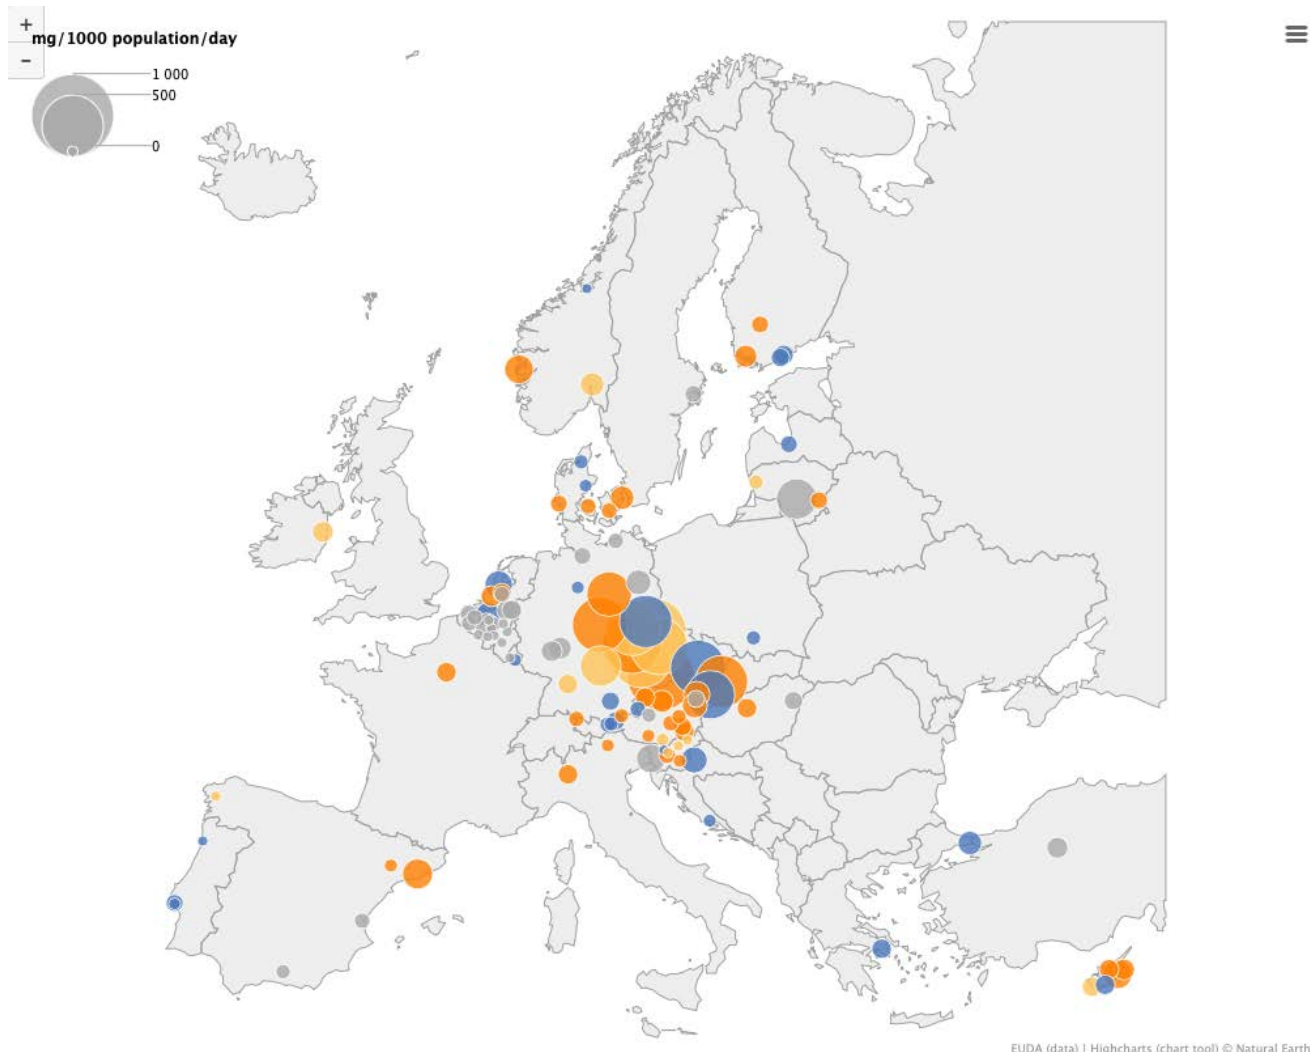 +
mg/1000 population/day
−
1 000
500
0
EUDA (data) | Highcharts (chart tool) © Natural Earth